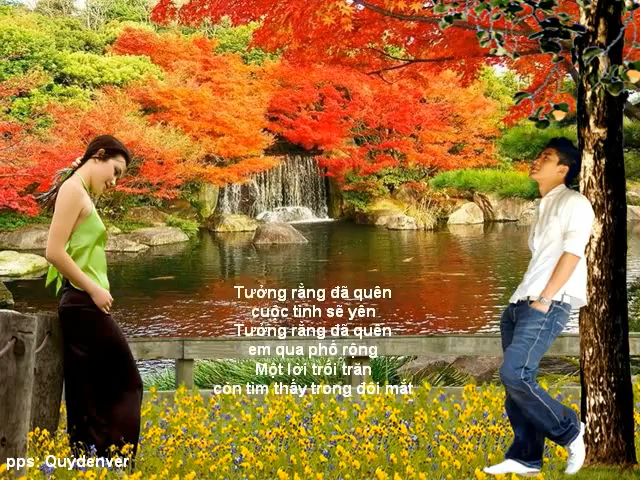 Tưởng rằng đã quên
cuộc tình sẽ yên
Tưởng rằng đã quên
em qua phố rộng
Một lời trối trăn
còn tìm thấy trong đôi mắt
pps: Quýdenver